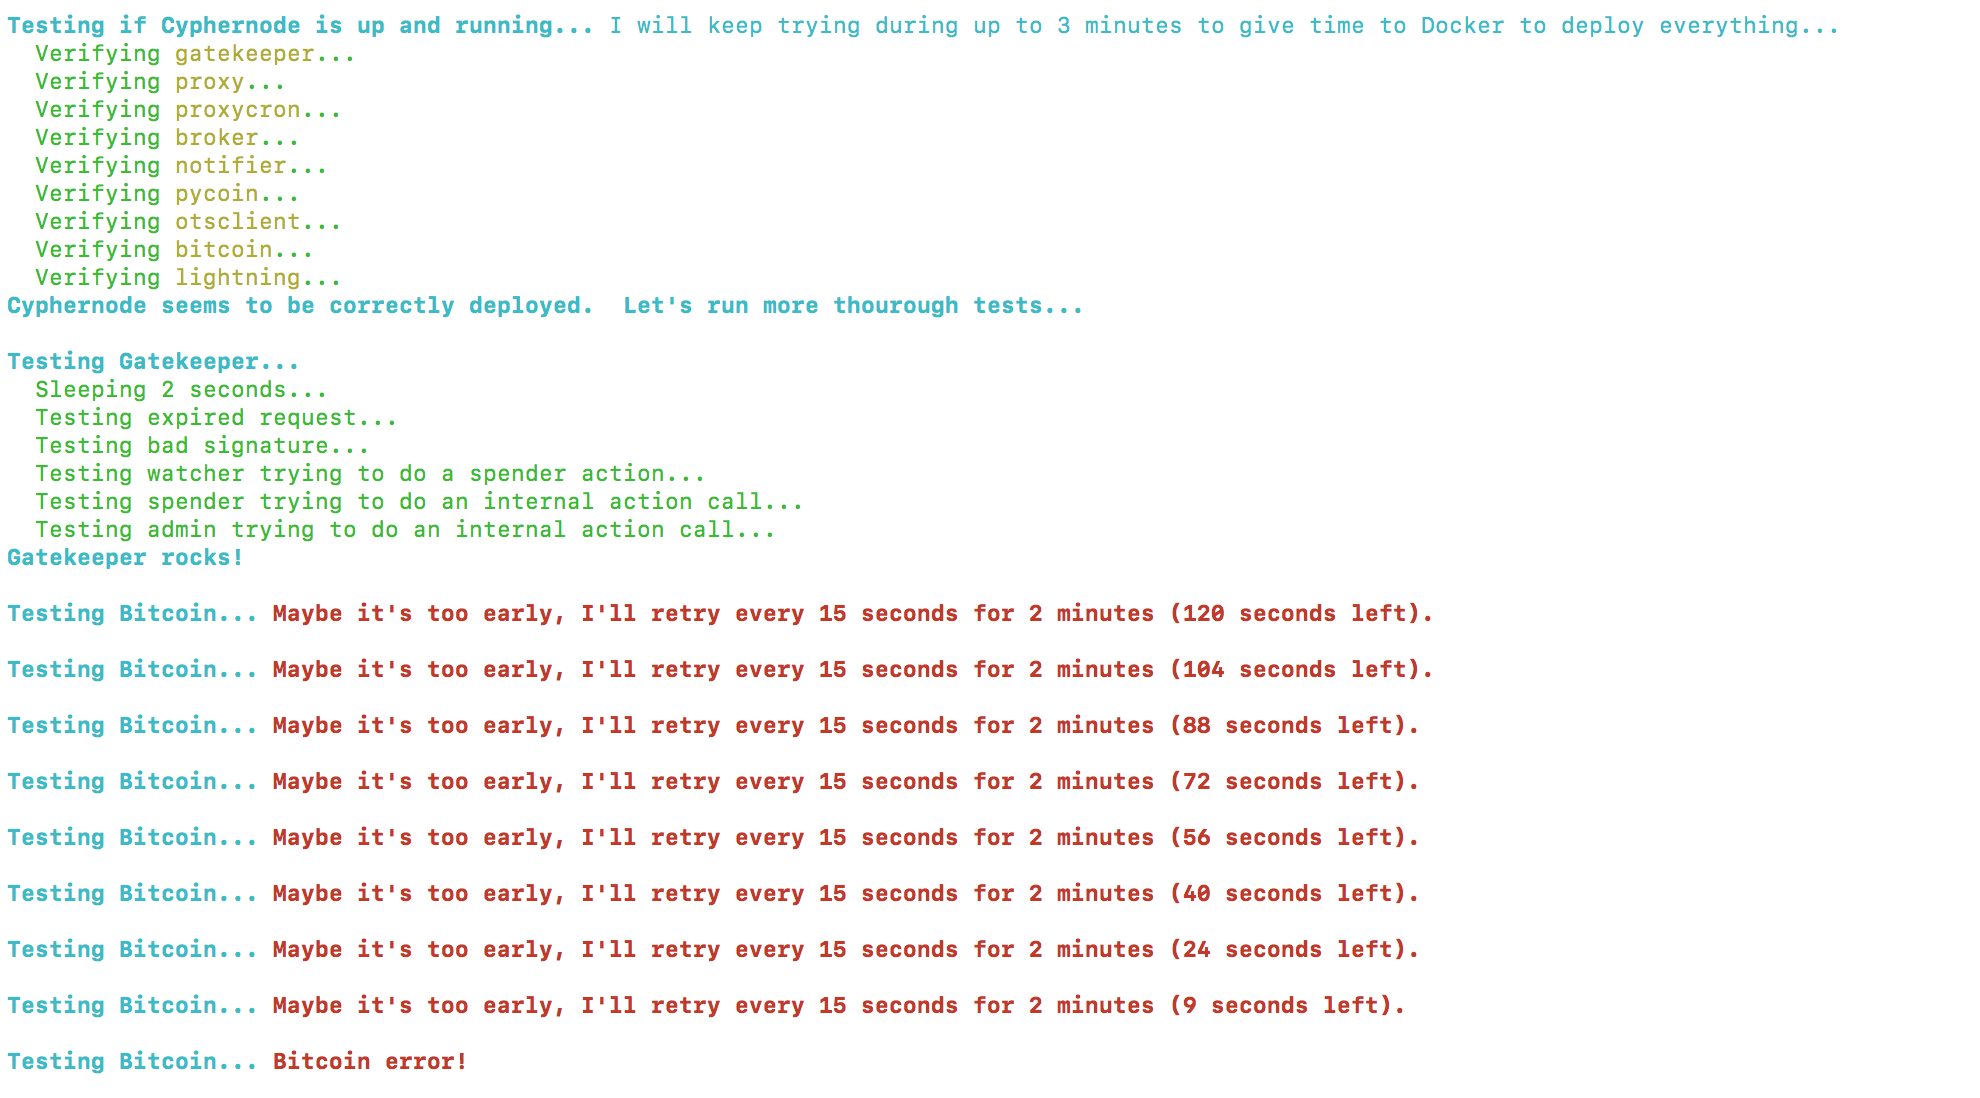 Testing if Cyphernode is up and running... I will keep trying during up to 3 minutes to give time to Docker to deploy everything...
Verifying gatekeeper...
Verifying proxy...
Verifying proxycron...
Verifying broker...
Verifying notifier...
Verifying pycoin...
Verifying otsclient...
Verifying bitcoin...
Verifying lightning...
Cyphernode seems to be correctly deployed.  Let's run more thourough tests...
Testing Gatekeeper...
Sleeping 2 seconds...
Testing expired request...
Testing bad signature...
Testing watcher trying to do a spender action...
Testing spender trying to do an internal action call...
Testing admin trying to do an internal action call...
Gatekeeper rocks!
Testing Bitcoin... Maybe it's too early, I'll retry every 15 seconds for 2 minutes (120 seconds left).
Testing Bitcoin... Maybe it's too early, I'll retry every 15 seconds for 2 minutes (104 seconds left).
Testing Bitcoin... Maybe it's too early, I'll retry every 15 seconds for 2 minutes (88 seconds left).
Testing Bitcoin... Maybe it's too early, I'll retry every 15 seconds for 2 minutes (72 seconds left).
Testing Bitcoin... Maybe it's too early, I'll retry every 15 seconds for 2 minutes (56 seconds left).
Testing Bitcoin... Maybe it's too early, I'll retry every 15 seconds for 2 minutes (40 seconds left).
Testing Bitcoin... Maybe it's too early, I'll retry every 15 seconds for 2 minutes (24 seconds left).
Testing Bitcoin... Maybe it's too early, I'll retry every 15 seconds for 2 minutes (9 seconds left).
Testing Bitcoin... Bitcoin error!